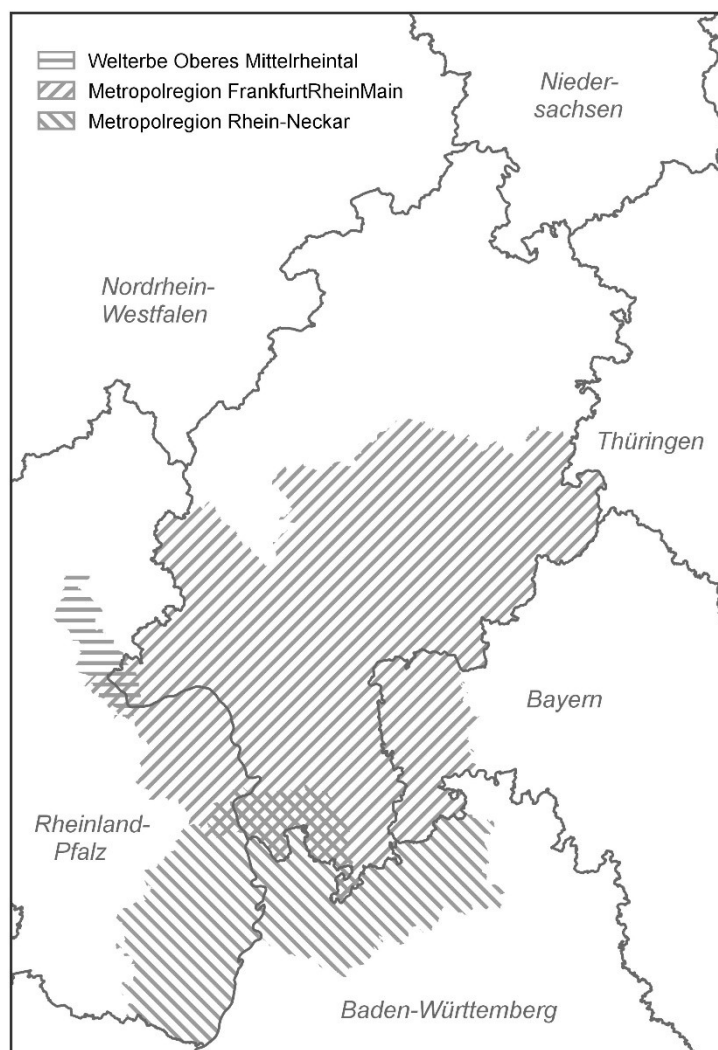 Welterbe Oberes Mittelrheintal
Metropolregion FrankfurtRheinMain
Metropolregion Rhein-Neckar
Nieder-
sachsen
Nordrhein-
Westfalen
Thüringen
Bayern
Rheinland-
Pfalz
Baden-Württemberg